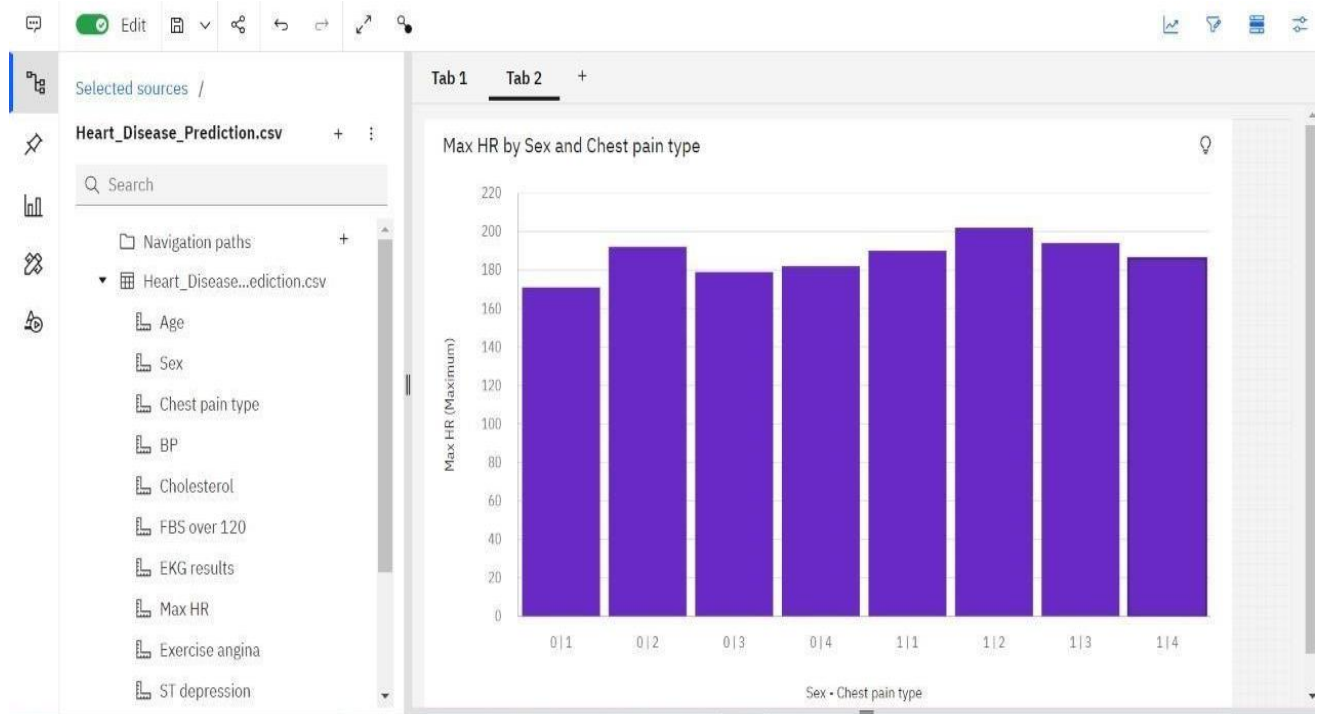 Edit
Selected sources /
Heart_Disease_Prediction.csv
Search
Navigation paths
Heart_Disease...ediction.csv
Age
Sex
Chest pain type
BP
Cholesterol
FBS over 120
EKG results
Max HR
Exercise angina
ST depression
Tab 1 Tab 2 +
Max HR by Sex and Chest pain type
220
200
180
160
140
120
100
80
60
40
20
0
Max HR (Maximum)
0|1 0|2 0|3 0|4 1|1 1|2 1|3 1|4
Sex - Chest pain type